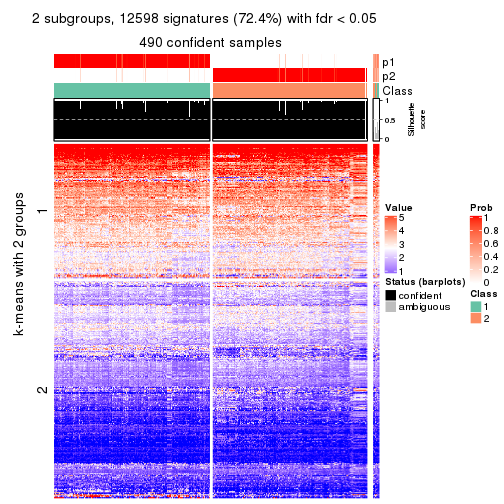 2 subgroups, 12598 signatures (72.4%) with fdr < 0.05
490 confident samples
p1
p2
Class
1
0.5
0
Silhouette
score
k-means with 2 groups
1
2
Value
5
4
3
2
1
Status (barplots)
confident
ambiguous
Prob
1
0.8
0.6
0.4
0.2
0
Class
1
2